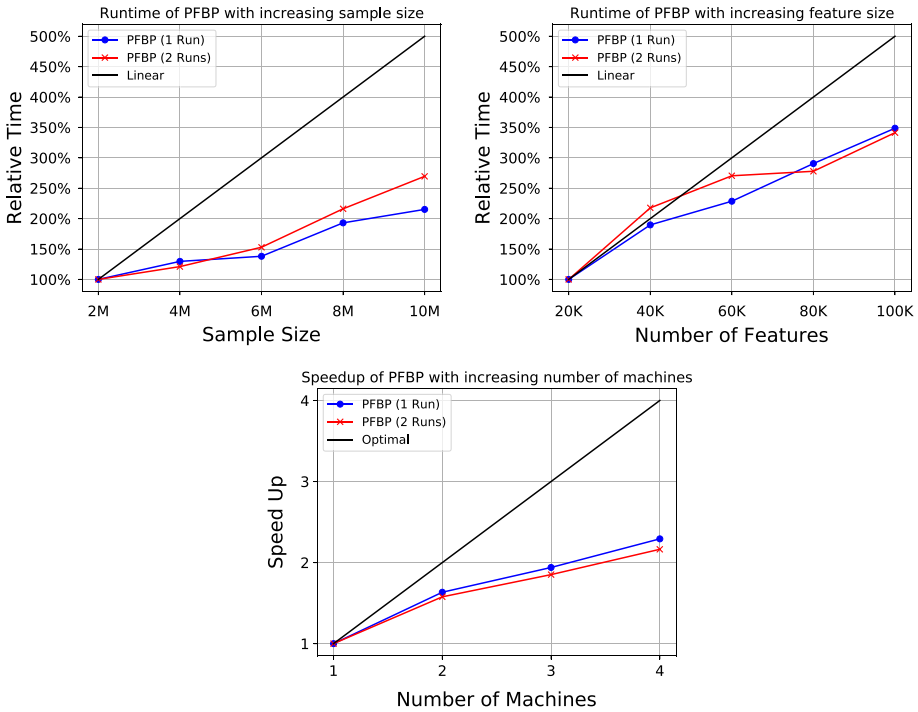 Runtime of PFBP with increasing sample size
500%
450%
400%
350%
300%
250%
200%
150%
100%
Relative Time
PFBP (1 Run)
PFBP (2 Runs)
Linear
2M 4M 6M 8M 10M
Sample Size
Runtime of PFBP with increasing feature size
500%
450%
400%
350%
300%
250%
200%
150%
100%
Relative Time
PFBP (1 Run)
PFBP (2 Runs)
Linear
20K 40K 60K 80K 100K
Number of Features
Speedup of PFBP with increasing number of machines
4
3
2
1
Speed Up
PFBP (1 Run)
PFBP (2 Runs)
Optimal
1 2 3 4
Number of Machines